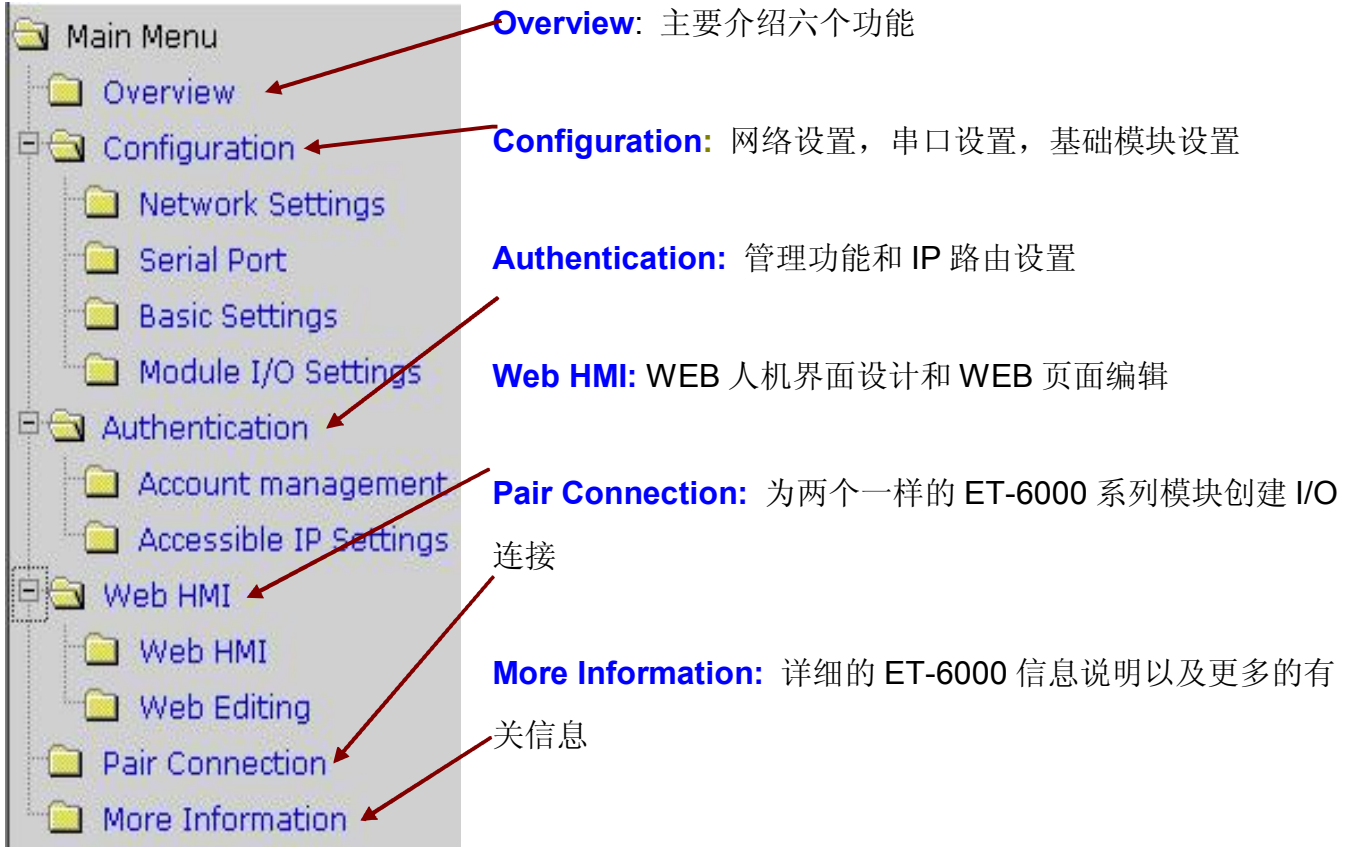 Main Menu
Overview
Configuration
Network Settings
Serial Port
Basic Settings
Module I/O Settings
Authentication
Account management
Accessible IP Settings
Web HMI
Web HMI
Web Editing
Pair Connection
More Information
Overview: 主要介绍六个功能
Configuration: 网络设置，串口设置，基础模块设置
Authentication: 管理功能和 IP 路由设置
Web HMI: WEB 人机界面设计和 WEB 页面编辑
Pair Connection: 为两个一样的 ET-6000 系列模块创建 I/O
连接
More Information: 详细的 ET-6000 信息说明以及更多的有
关信息